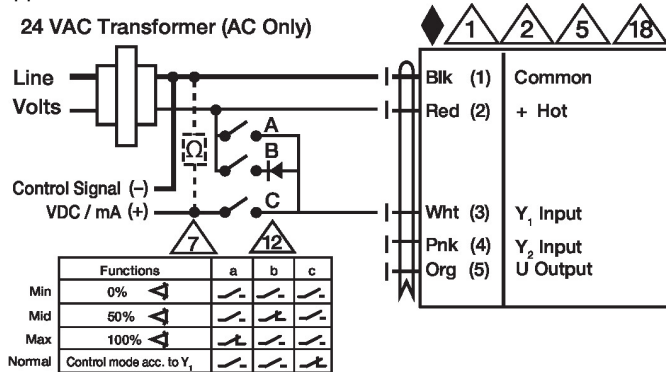 24 VAC Transformer (AC Only)
1 2 5 18
Line
Volts
Blk (1) Common
Red (2) + Hot
A
B
C
Ω
Control Signal (–)
VDC / mA (+)
Wht (3) Y₁ Input
Pnk (4) Y₂ Input
Org (5) U Output
7 12
Functions a b c
Min 0%
Mid 50%
Max 100%
Normal Control mode acc. to Y₁